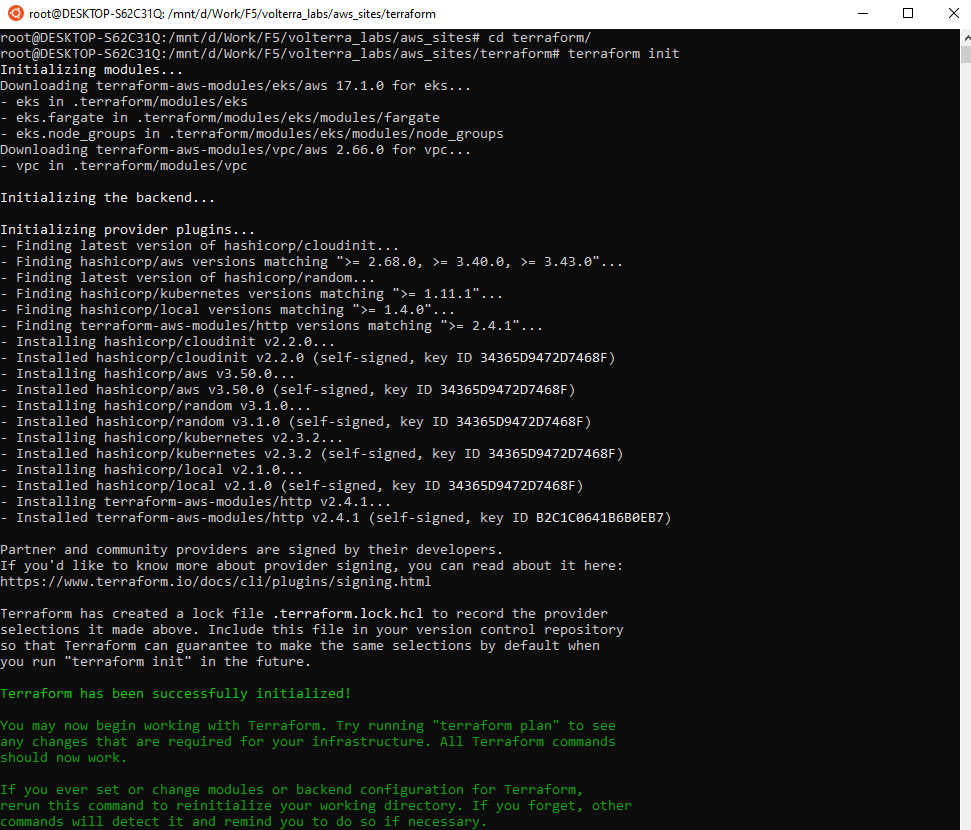 root@DESKTOP-S62C31Q: /mnt/d/Work/F5/volterra_labs/aws_sites/terraform
root@DESKTOP-S62C31Q:/mnt/d/Work/F5/volterra_labs/aws_sites# cd terraform/
root@DESKTOP-S62C31Q:/mnt/d/Work/F5/volterra_labs/aws_sites/terraform# terraform init
Initializing modules...
Downloading terraform-aws-modules/eks/aws 17.1.0 for eks...
- eks in .terraform/modules/eks
- eks.fargate in .terraform/modules/eks/modules/fargate
- eks.node_groups in .terraform/modules/eks/modules/node_groups
Downloading terraform-aws-modules/vpc/aws 2.66.0 for vpc...
- vpc in .terraform/modules/vpc
Initializing the backend...
Initializing provider plugins...
- Finding latest version of hashicorp/cloudinit...
- Finding hashicorp/aws versions matching ">= 2.68.0, >= 3.40.0, >= 3.43.0"...
- Finding latest version of hashicorp/random...
- Finding hashicorp/kubernetes versions matching ">= 1.11.1"...
- Finding hashicorp/local versions matching ">= 1.4.0"...
- Finding terraform-aws-modules/http versions matching ">= 2.4.1"...
- Installing hashicorp/cloudinit v2.2.0...
- Installed hashicorp/cloudinit v2.2.0 (self-signed, key ID 34365D9472D7468F)
- Installing hashicorp/aws v3.50.0...
- Installed hashicorp/aws v3.50.0 (self-signed, key ID 34365D9472D7468F)
- Installing hashicorp/random v3.1.0...
- Installed hashicorp/random v3.1.0 (self-signed, key ID 34365D9472D7468F)
- Installing hashicorp/kubernetes v2.3.2...
- Installed hashicorp/kubernetes v2.3.2 (self-signed, key ID 34365D9472D7468F)
- Installing hashicorp/local v2.1.0...
- Installed hashicorp/local v2.1.0 (self-signed, key ID 34365D9472D7468F)
- Installing terraform-aws-modules/http v2.4.1...
- Installed terraform-aws-modules/http v2.4.1 (self-signed, key ID B2C1C0641B6B0EB7)
Partner and community providers are signed by their developers.
If you'd like to know more about provider signing, you can read about it here:
https://www.terraform.io/docs/cli/plugins/signing.html
Terraform has created a lock file .terraform.lock.hcl to record the provider
selections it made above. Include this file in your version control repository
so that Terraform can guarantee to make the same selections by default when
you run "terraform init" in the future.
Terraform has been successfully initialized!
You may now begin working with Terraform. Try running "terraform plan" to see
any changes that are required for your infrastructure. All Terraform commands
should now work.
If you ever set or change modules or backend configuration for Terraform,
rerun this command to reinitialize your working directory. If you forget, other
commands will detect it and remind you to do so if necessary.